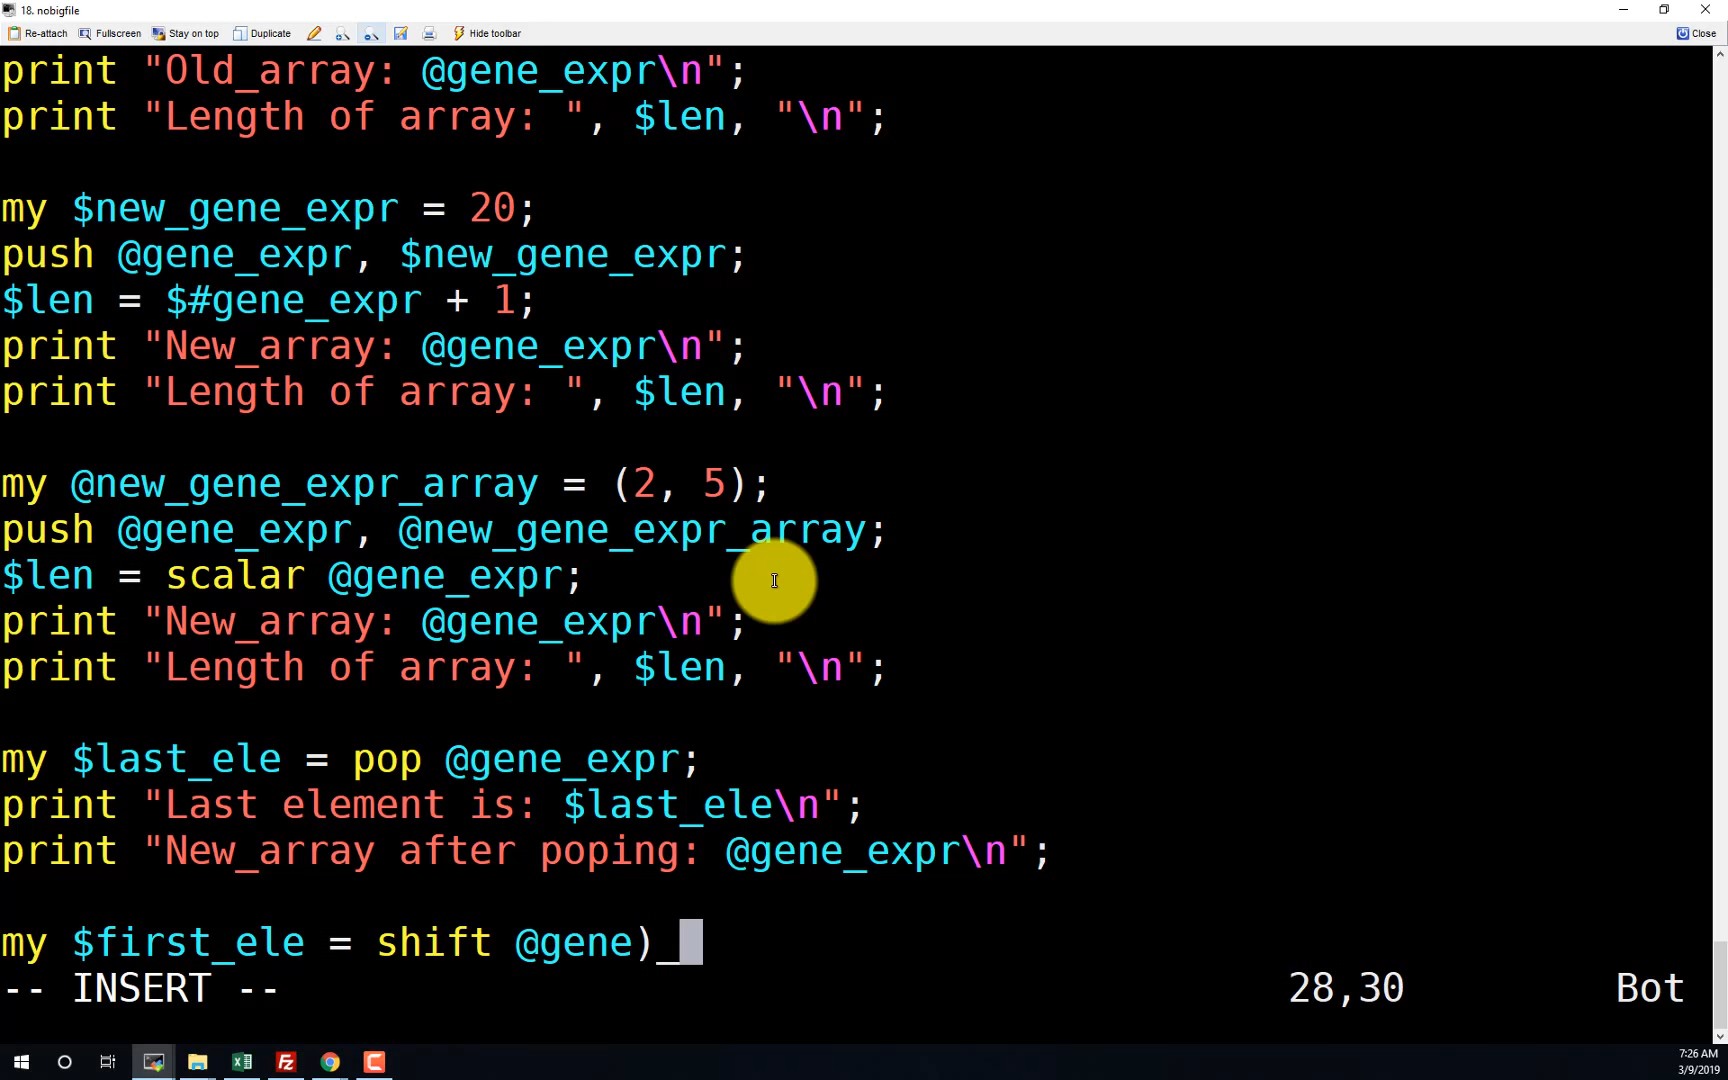 18. nobigfile
Re-attach Fullscreen Stay on top Duplicate Hide toolbar Close
print "Old_array: @gene_expr\n";
print "Length of array: ", $len, "\n";
my $new_gene_expr = 20;
push @gene_expr, $new_gene_expr;
$len = $#gene_expr + 1;
print "New_array: @gene_expr\n";
print "Length of array: ", $len, "\n";
my @new_gene_expr_array = (2, 5);
push @gene_expr, @new_gene_expr_array;
$len = scalar @gene_expr;
print "New_array: @gene_expr\n";
print "Length of array: ", $len, "\n";
my $last_ele = pop @gene_expr;
print "Last element is: $last_ele\n";
print "New_array after poping: @gene_expr\n";
my $first_ele = shift @gene)_
-- INSERT -- 28,30 Bot
7:26 AM
3/9/2019